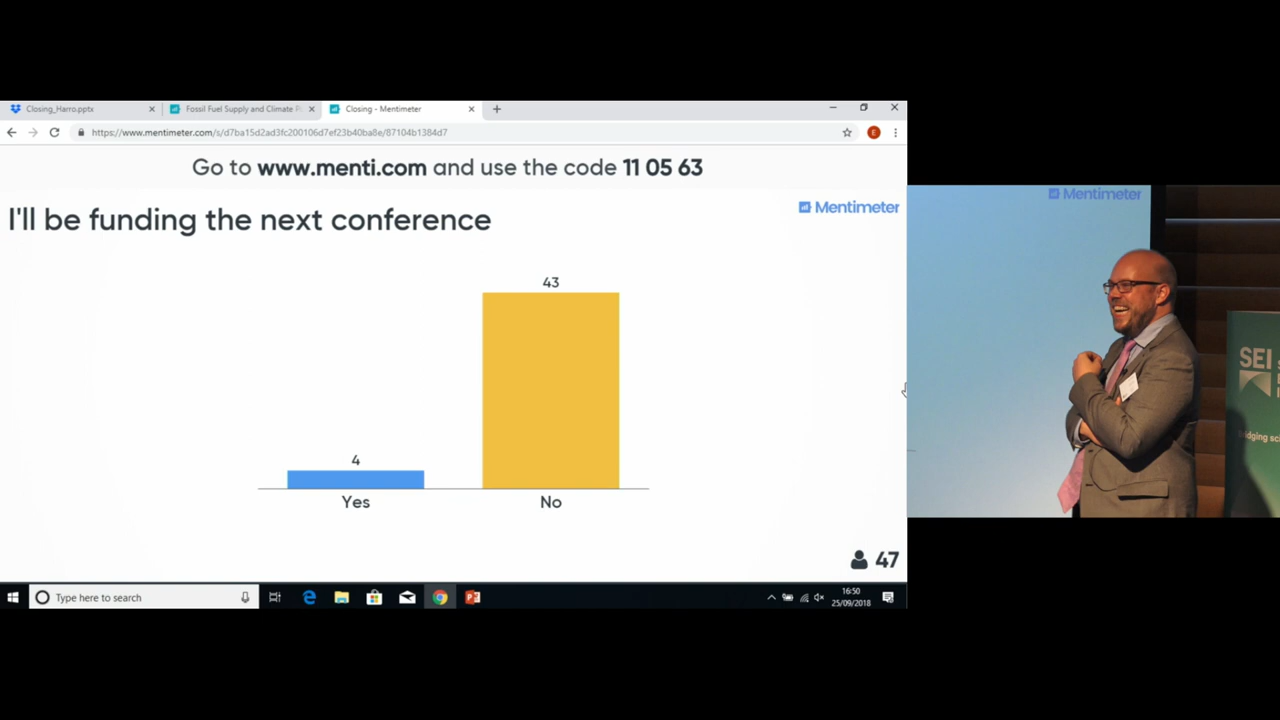 Closing_Harro.pptx
Fossil Fuel Supply and Climate P
Closing - Mentimeter
https://www.mentimeter.com/s/d7ba15d2ad3fc200106d7ef23b40ba8e/87104b1384d7
E
Go to www.menti.com and use the code 11 05 63
I'll be funding the next conference
Mentimeter
43
4
Yes
No
47
Type here to search
16:50
25/09/2018
Mentimeter
SEI